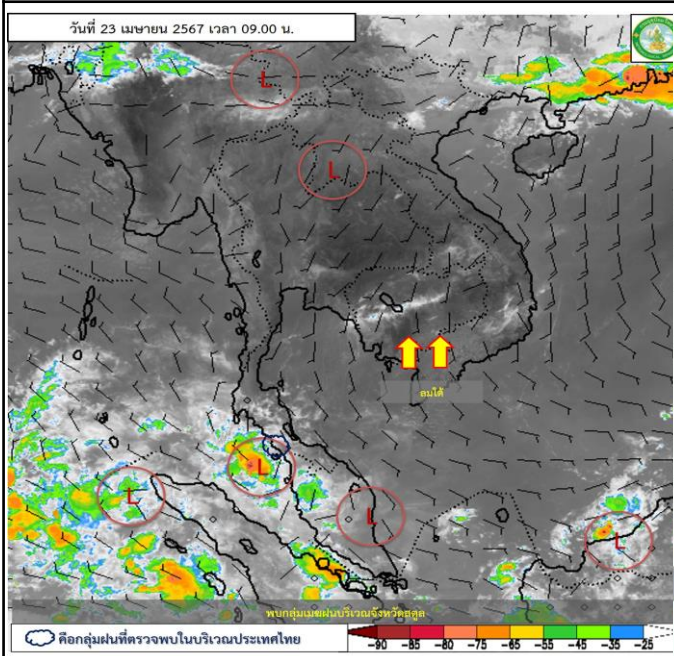 วันที่ 23 เมษายน 2567 เวลา 09.00 น.
L
L
ลมใต้
L
L
L
L
พบกลุ่มเมฆฝนบริเวณจังหวัดสตูล
คือกลุ่มฝนที่ตรวจพบในบริเวณประเทศไทย
-90 -85 -80 -75 -65 -55 -45 -35 -25